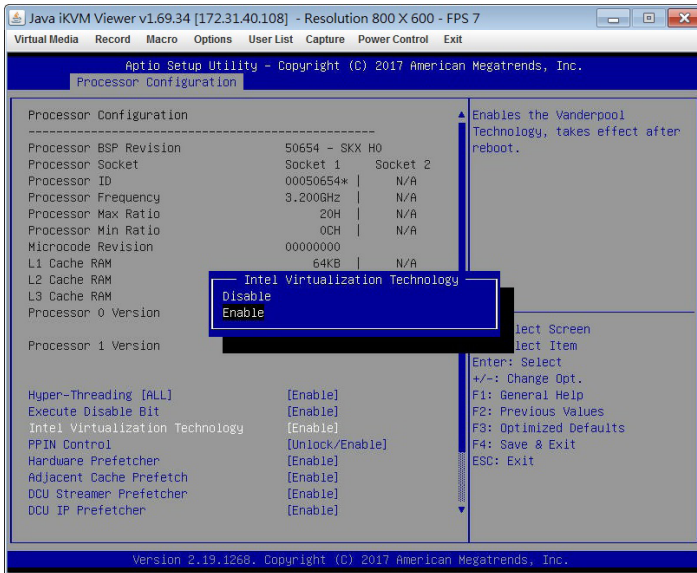 Java iKVM Viewer v1.69.34 [172.31.40.108] - Resolution 800 X 600 - FPS 7
Virtual Media Record Macro Options User List Capture Power Control Exit
Aptio Setup Utility – Copyright (C) 2017 American Megatrends, Inc.
Processor Configuration
Processor Configuration
--------------------------------------------------
Processor BSP Revision 50654 - SKX H0
Processor Socket Socket 1 Socket 2
Processor ID 00050654* | N/A
Processor Frequency 3.200GHz | N/A
Processor Max Ratio 20H | N/A
Processor Min Ratio 0CH | N/A
Microcode Revision 00000000
L1 Cache RAM 64KB | N/A
L2 Cache RAM
L3 Cache RAM
Processor 0 Version
Processor 1 Version
Intel Virtualization Technology
Disable
Enable
Hyper-Threading [ALL] [Enable]
Execute Disable Bit [Enable]
Intel Virtualization Technology [Enable]
PPIN Control [Unlock/Enable]
Hardware Prefetcher [Enable]
Adjacent Cache Prefetch [Enable]
DCU Streamer Prefetcher [Enable]
DCU IP Prefetcher [Enable]
Enables the Vanderpool
Technology, takes effect after
reboot.
lect Screen
lect Item
Enter: Select
+/-: Change Opt.
F1: General Help
F2: Previous Values
F3: Optimized Defaults
F4: Save & Exit
ESC: Exit
Version 2.19.1268. Copyright (C) 2017 American Megatrends, Inc.